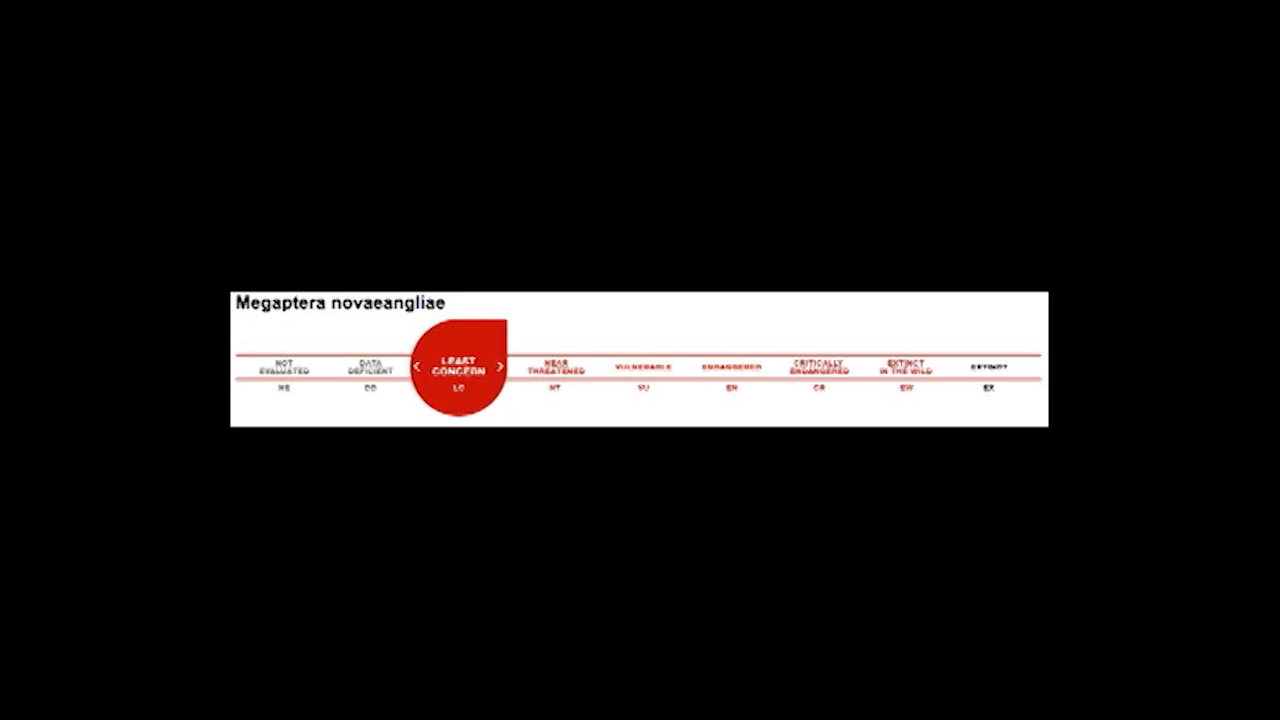 Megaptera novaeangliae
NOT EVALUATED
DATA DEFICIENT
< LEAST CONCERN >
NEAR THREATENED
VULNERABLE
ENDANGERED
CRITICALLY ENDANGERED
EXTINCT IN THE WILD
EXTINCT
NE DD LC NT VU EN CR EW EX